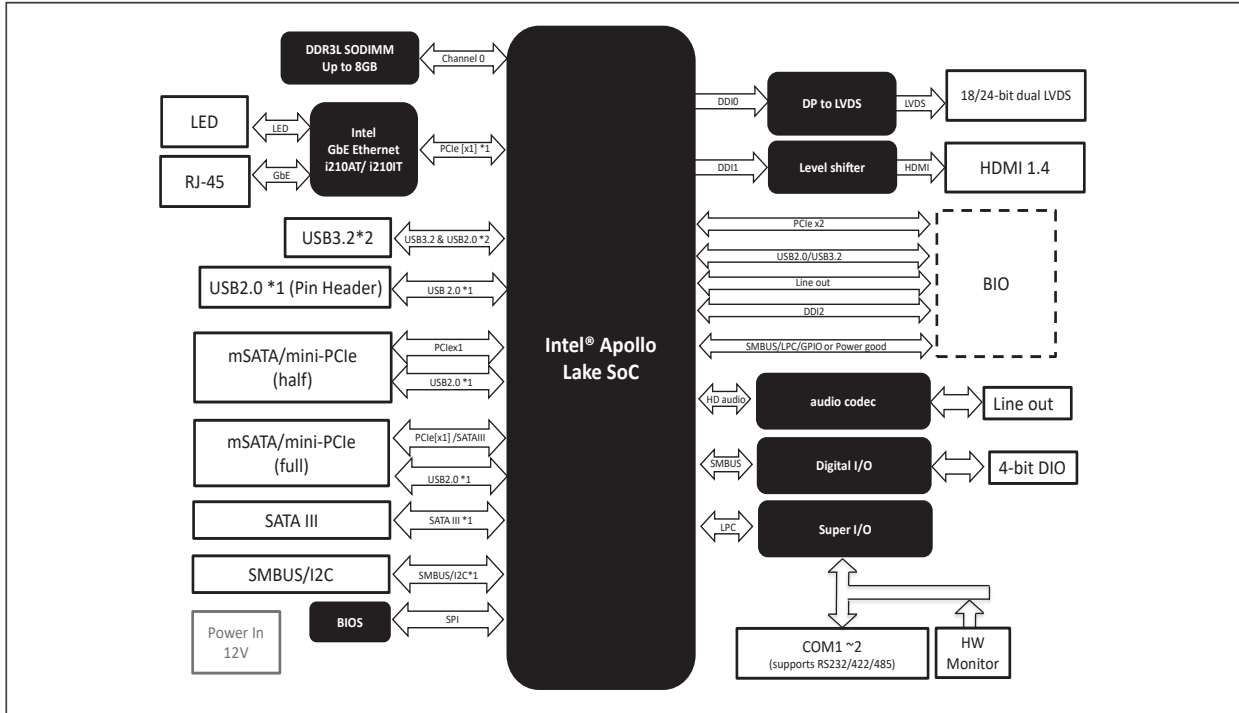 DDR3L SODIMM
Up to 8GB
Channel 0
LED
LED
Intel
GbE Ethernet
i210AT/ i210IT
PCIe [x1] *1
RJ-45
GbE
USB3.2*2
USB3.2 & USB2.0 *2
USB2.0 *1 (Pin Header)
USB 2.0 *1
mSATA/mini-PCIe
(half)
PCIex1
USB2.0 *1
mSATA/mini-PCIe
(full)
PCIe[x1] /SATAIII
USB2.0 *1
SATA III
SATA III *1
SMBUS/I2C
SMBUS/I2C*1
Power In
12V
BIOS
SPI
Intel® Apollo
Lake SoC
DDI0
DP to LVDS
LVDS
18/24-bit dual LVDS
DDI1
Level shifter
HDMI
HDMI 1.4
PCIe x2
USB2.0/USB3.2
Line out
DDI2
SMBUS/LPC/GPIO or Power good
BIO
HD audio
audio codec
Line out
SMBUS
Digital I/O
4-bit DIO
LPC
Super I/O
COM1 ~2
(supports RS232/422/485)
HW
Monitor